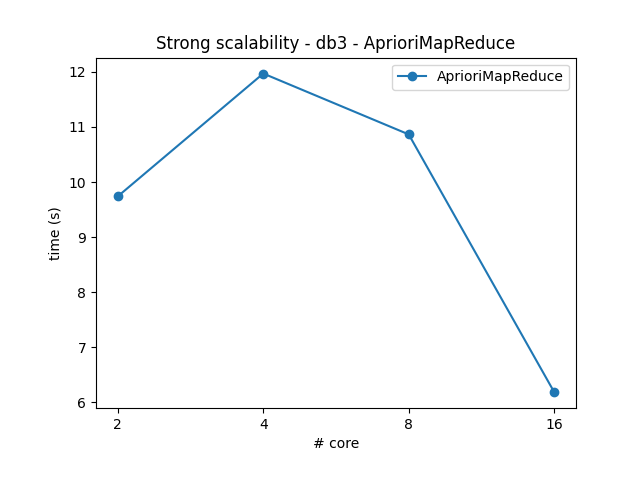 Strong scalability - db3 - AprioriMapReduce
AprioriMapReduce
12
11
10
9
8
7
6
time (s)
2 4 8 16
# core